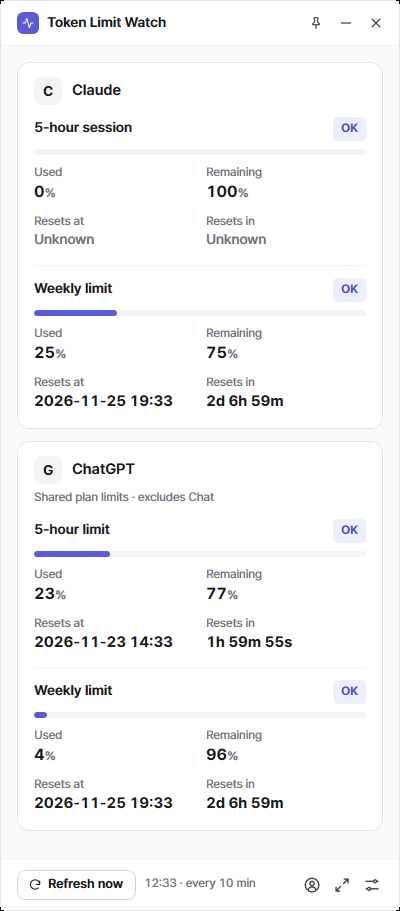 Token Limit Watch
C Claude
5-hour session OK
Used Remaining
0% 100%
Resets at Resets in
Unknown Unknown
Weekly limit OK
Used Remaining
25% 75%
Resets at Resets in
2026-11-25 19:33 2d 6h 59m
G ChatGPT
Shared plan limits · excludes Chat
5-hour limit OK
Used Remaining
23% 77%
Resets at Resets in
2026-11-23 14:33 1h 59m 55s
Weekly limit OK
Used Remaining
4% 96%
Resets at Resets in
2026-11-25 19:33 2d 6h 59m
Refresh now 12:33 · every 10 min